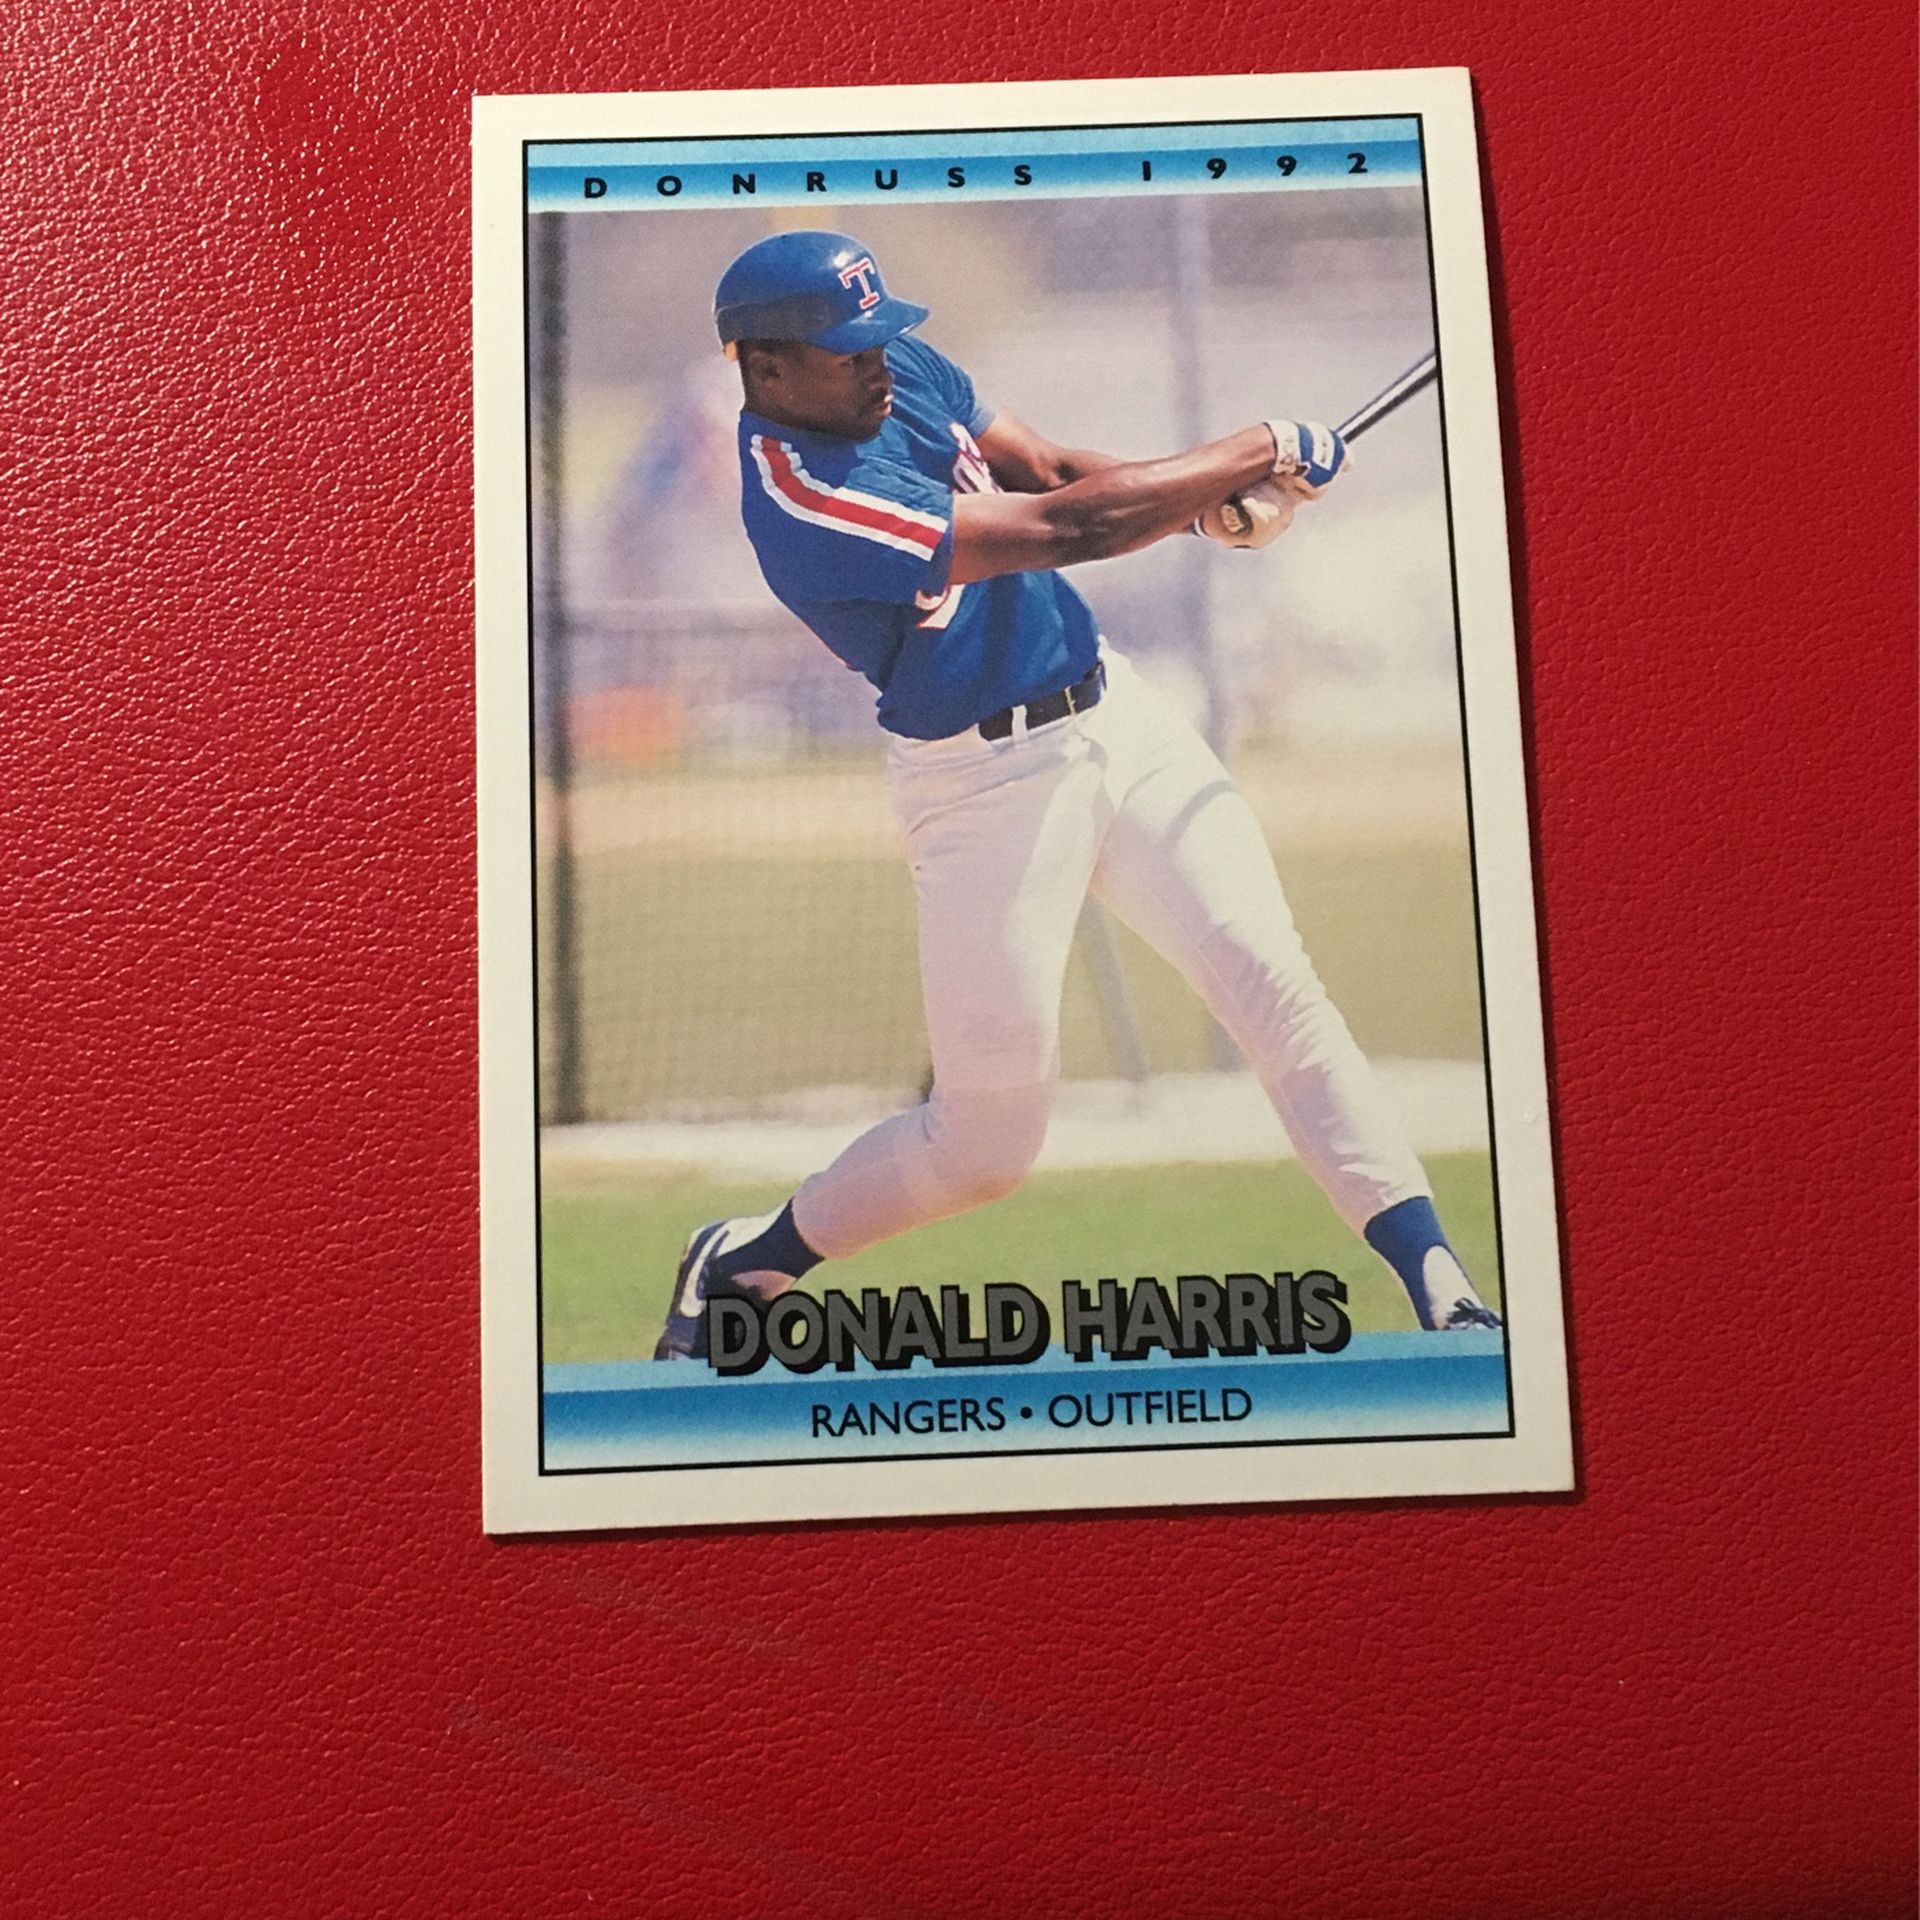 DONRUSS 1992
T
DONALD HARRIS
RANGERS • OUTFIELD